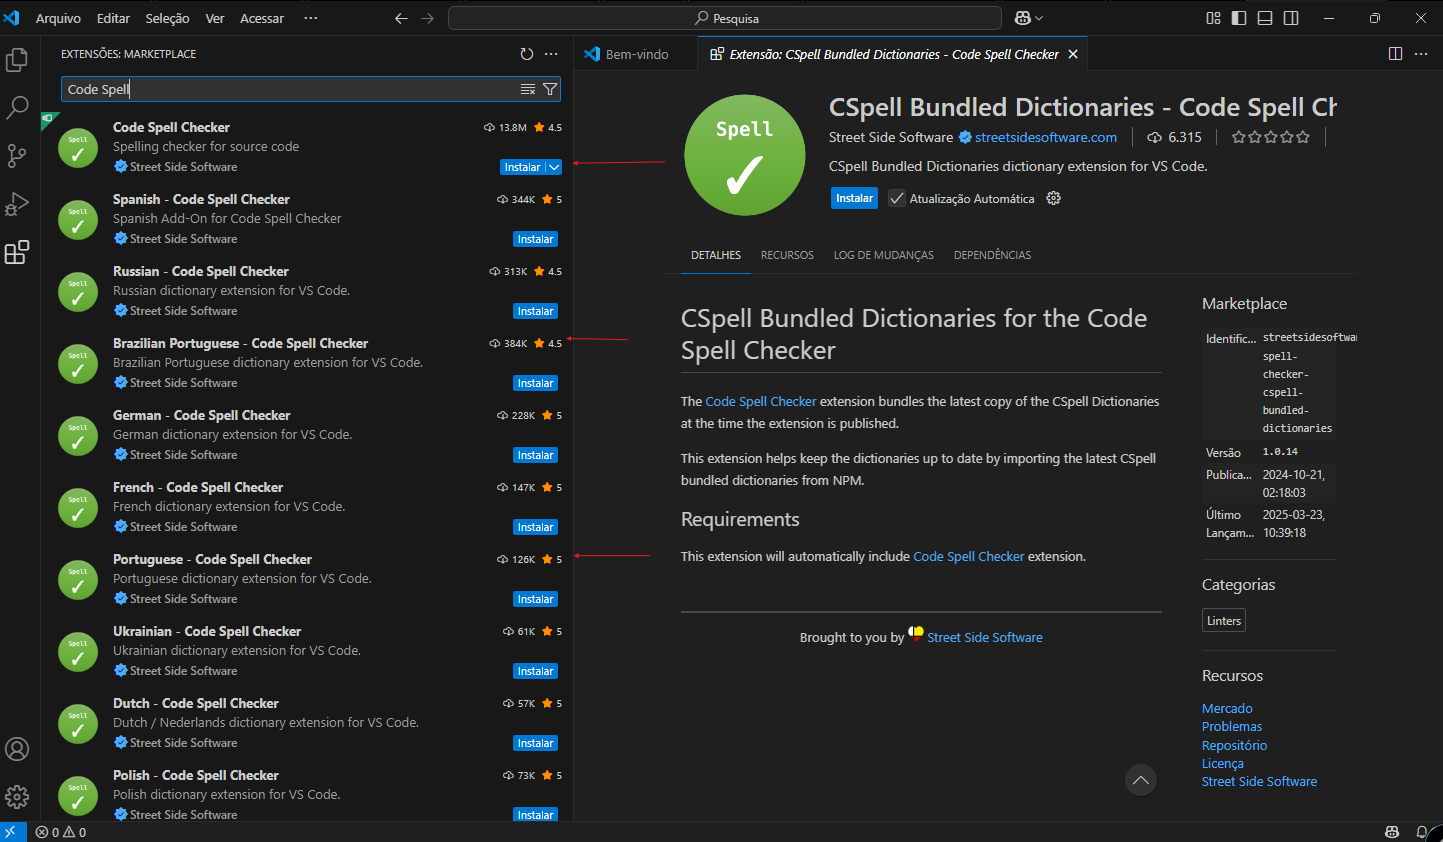 Arquivo Editar Seleção Ver Acessar ···
Pesquisa
EXTENSÕES: MARKETPLACE
Code Spell
Code Spell Checker 13.8M 4.5
Spelling checker for source code
Street Side Software Instalar
Spanish - Code Spell Checker 344K 5
Spanish Add-On for Code Spell Checker
Street Side Software Instalar
Russian - Code Spell Checker 313K 4.5
Russian dictionary extension for VS Code.
Street Side Software Instalar
Brazilian Portuguese - Code Spell Checker 384K 4.5
Brazilian Portuguese dictionary extension for VS Code.
Street Side Software Instalar
German - Code Spell Checker 228K 5
German dictionary extension for VS Code.
Street Side Software Instalar
French - Code Spell Checker 147K 5
French dictionary extension for VS Code.
Street Side Software Instalar
Portuguese - Code Spell Checker 126K 5
Portuguese dictionary extension for VS Code.
Street Side Software Instalar
Ukrainian - Code Spell Checker 61K 5
Ukrainian dictionary extension for VS Code.
Street Side Software Instalar
Dutch - Code Spell Checker 57K 5
Dutch / Nederlands dictionary extension for VS Code.
Street Side Software Instalar
Polish - Code Spell Checker 73K 5
Polish dictionary extension for VS Code.
Street Side Software Instalar
Spell
Spell
Spell
Spell
Spell
Spell
Spell
Spell
Spell
Spell
Bem-vindo
Extensão: CSpell Bundled Dictionaries - Code Spell Checker
Spell
CSpell Bundled Dictionaries - Code Spell Ch
Street Side Software streetsidesoftware.com 6.315
CSpell Bundled Dictionaries dictionary extension for VS Code.
Instalar Atualização Automática
DETALHES RECURSOS LOG DE MUDANÇAS DEPENDÊNCIAS
CSpell Bundled Dictionaries for the Code
Spell Checker
The Code Spell Checker extension bundles the latest copy of the CSpell Dictionaries
at the time the extension is published.
This extension helps keep the dictionaries up to date by importing the latest CSpell
bundled dictionaries from NPM.
Requirements
This extension will automatically include Code Spell Checker extension.
Brought to you by Street Side Software
Marketplace
Identific... streetsidesoftwa
spell-
checker-
cspell-
bundled-
dictionaries
Versão 1.0.14
Publica... 2024-10-21,
02:18:03
Último 2025-03-23,
Lançam... 10:39:18
Categorias
Linters
Recursos
Mercado
Problemas
Repositório
Licença
Street Side Software
0 0